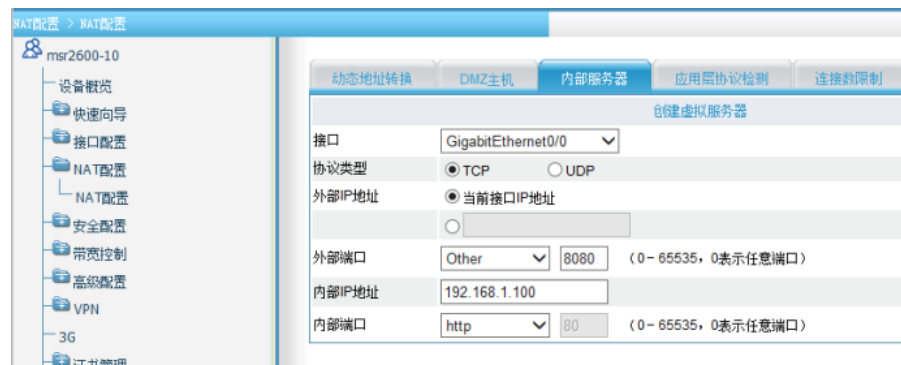 NAT配置 > NAT配置
msr2600-10
设备概览
快速向导
接口配置
NAT配置
NAT配置
安全配置
带宽控制
高级配置
VPN
3G
证书管理
动态地址转换 DMZ主机 内部服务器 应用层协议检测 连接数限制
创建虚拟服务器
接口 GigabitEthernet0/0
协议类型 TCP UDP
外部IP地址 当前接口IP地址
外部端口 Other 8080 (0-65535，0表示任意端口)
内部IP地址 192.168.1.100
内部端口 http 80 (0-65535，0表示任意端口)